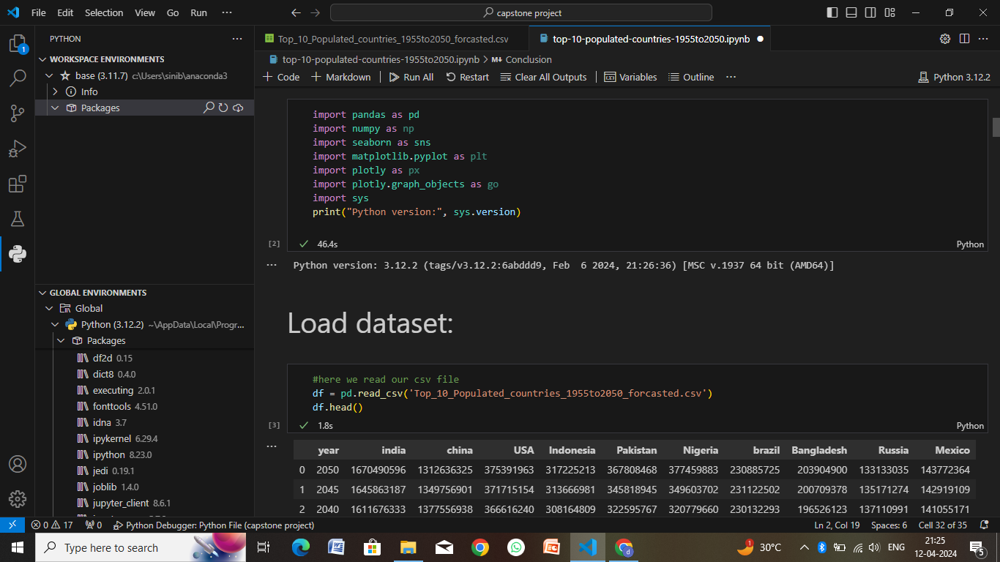 File Edit Selection View Go Run ··· capstone project
1
PYTHON ···
WORKSPACE ENVIRONMENTS
base (3.11.7) c:\Users\sinib\anaconda3
Info
Packages
GLOBAL ENVIRONMENTS
Global
Python (3.12.2) ~\AppData\Local\Progr...
Packages
df2d 0.15
dict8 0.4.0
executing 2.0.1
fonttools 4.51.0
idna 3.7
ipykernel 6.29.4
ipython 8.23.0
jedi 0.19.1
joblib 1.4.0
jupyter_client 8.6.1
Top_10_Populated_countries_1955to2050_forcasted.csv top-10-populated-countries-1955to2050.ipynb
top-10-populated-countries-1955to2050.ipynb > Conclusion
Code Markdown Run All Restart Clear All Outputs Variables Outline ··· Python 3.12.2
import pandas as pd
import numpy as np
import seaborn as sns
import matplotlib.pyplot as plt
import plotly as px
import plotly.graph_objects as go
import sys
print("Python version:", sys.version)
[2] 46.4s Python
Python version: 3.12.2 (tags/v3.12.2:6abddd9, Feb  6 2024, 21:26:36) [MSC v.1937 64 bit (AMD64)]
Load dataset:
#here we read our csv file
df = pd.read_csv('Top_10_Populated_countries_1955to2050_forcasted.csv')
df.head()
[3] 1.8s Python
year india china USA Indonesia Pakistan Nigeria brazil Bangladesh Russia Mexico
0 2050 1670490596 1312636325 375391963 317225213 367808468 377459883 230885725 203904900 133133035 143772364
1 2045 1645863187 1349756901 371715154 313666981 345818945 349603702 231122502 200709378 135171274 142919109
2 2040 1611676333 1377556938 366616240 308164809 322595767 320779660 230132293 196526123 137110991 141055171
0 17 0 Python Debugger: Python File (capstone project) Ln 2, Col 19 Spaces: 6 Cell 32 of 35
Type here to search 1 30°C ENG 21:25
12-04-2024 5